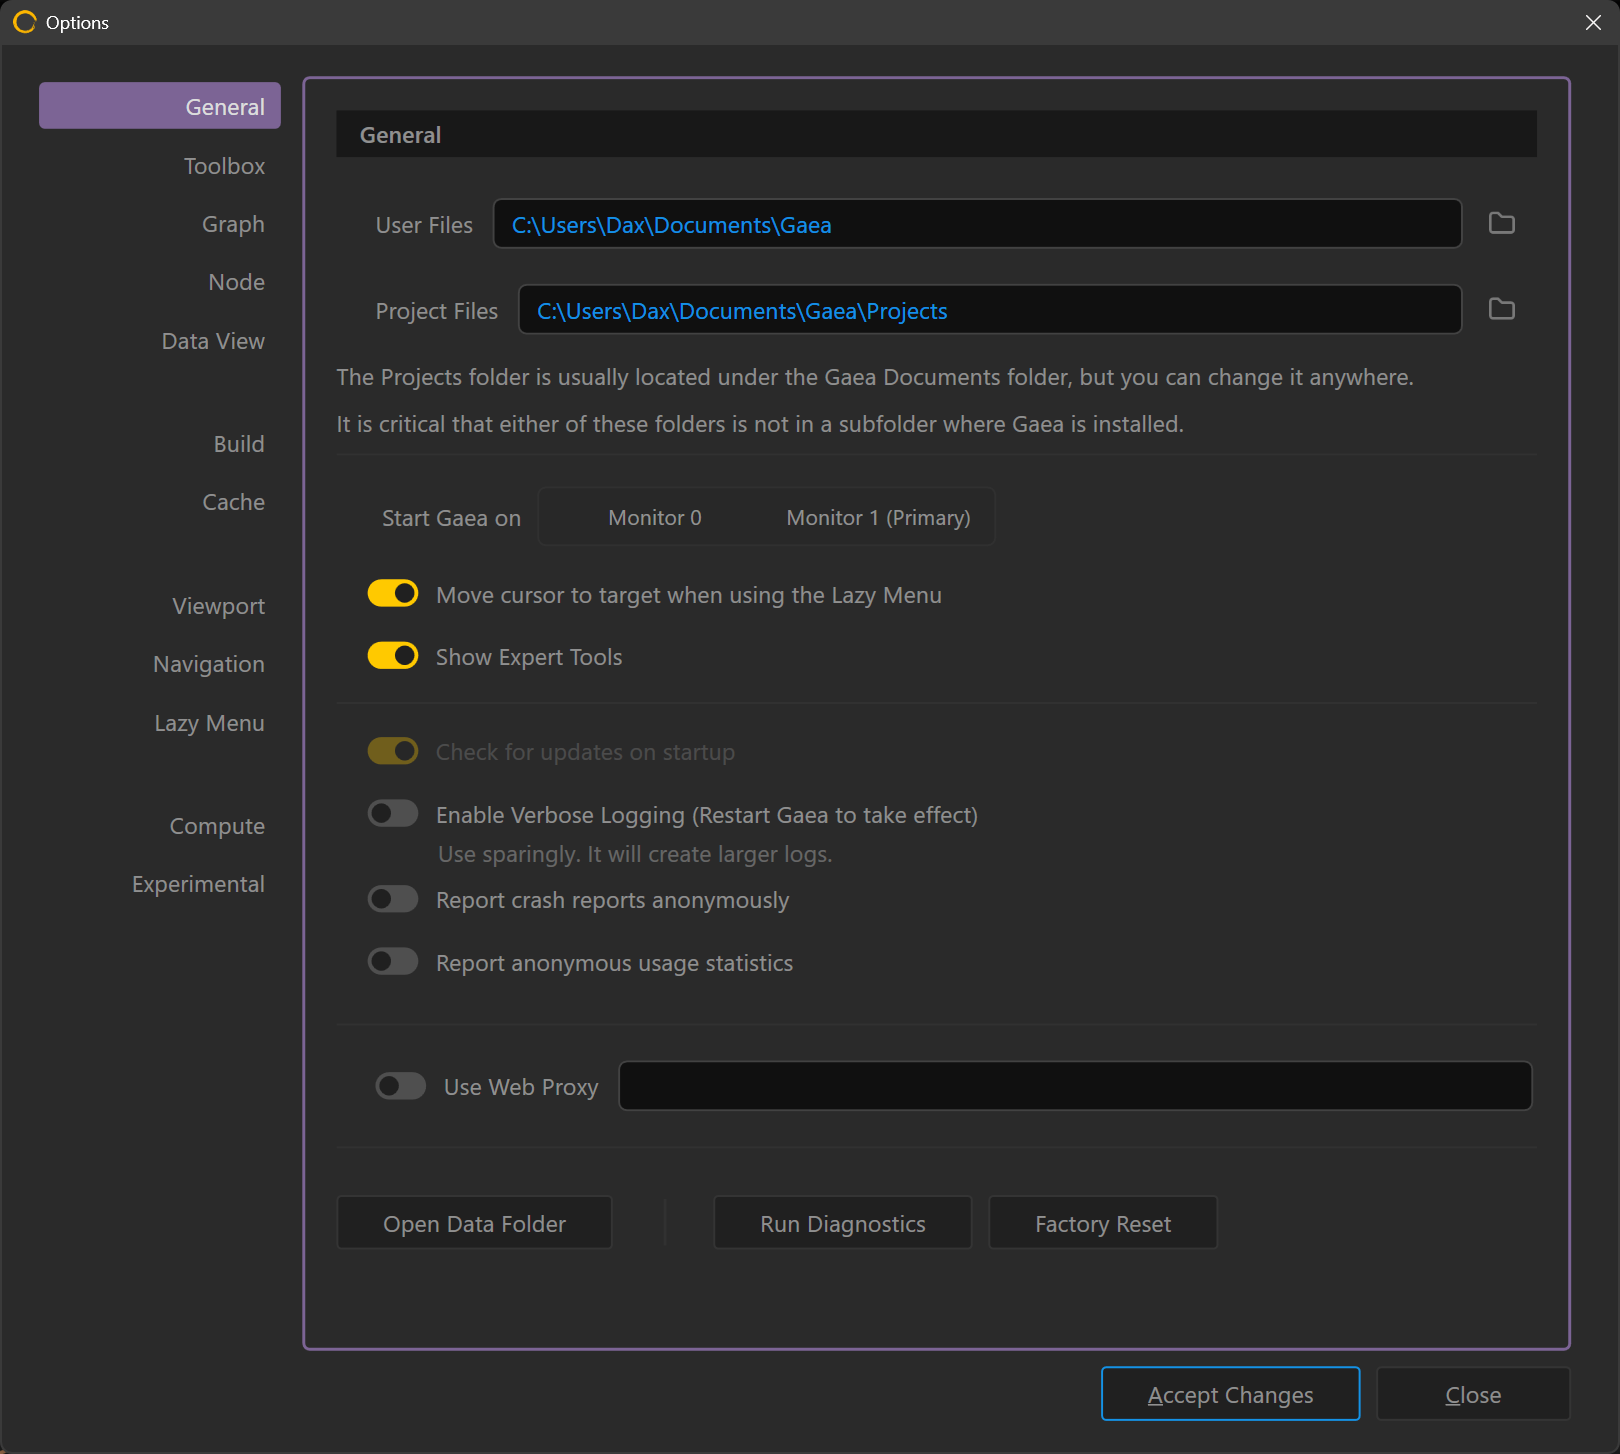 Options
General
Toolbox
Graph
Node
Data View
Build
Cache
Viewport
Navigation
Lazy Menu
Compute
Experimental
General
User Files C:\Users\Dax\Documents\Gaea
Project Files C:\Users\Dax\Documents\Gaea\Projects
The Projects folder is usually located under the Gaea Documents folder, but you can change it anywhere.
It is critical that either of these folders is not in a subfolder where Gaea is installed.
Start Gaea on Monitor 0 Monitor 1 (Primary)
Move cursor to target when using the Lazy Menu
Show Expert Tools
Check for updates on startup
Enable Verbose Logging (Restart Gaea to take effect)
Use sparingly. It will create larger logs.
Report crash reports anonymously
Report anonymous usage statistics
Use Web Proxy
Open Data Folder Run Diagnostics Factory Reset
Accept Changes Close